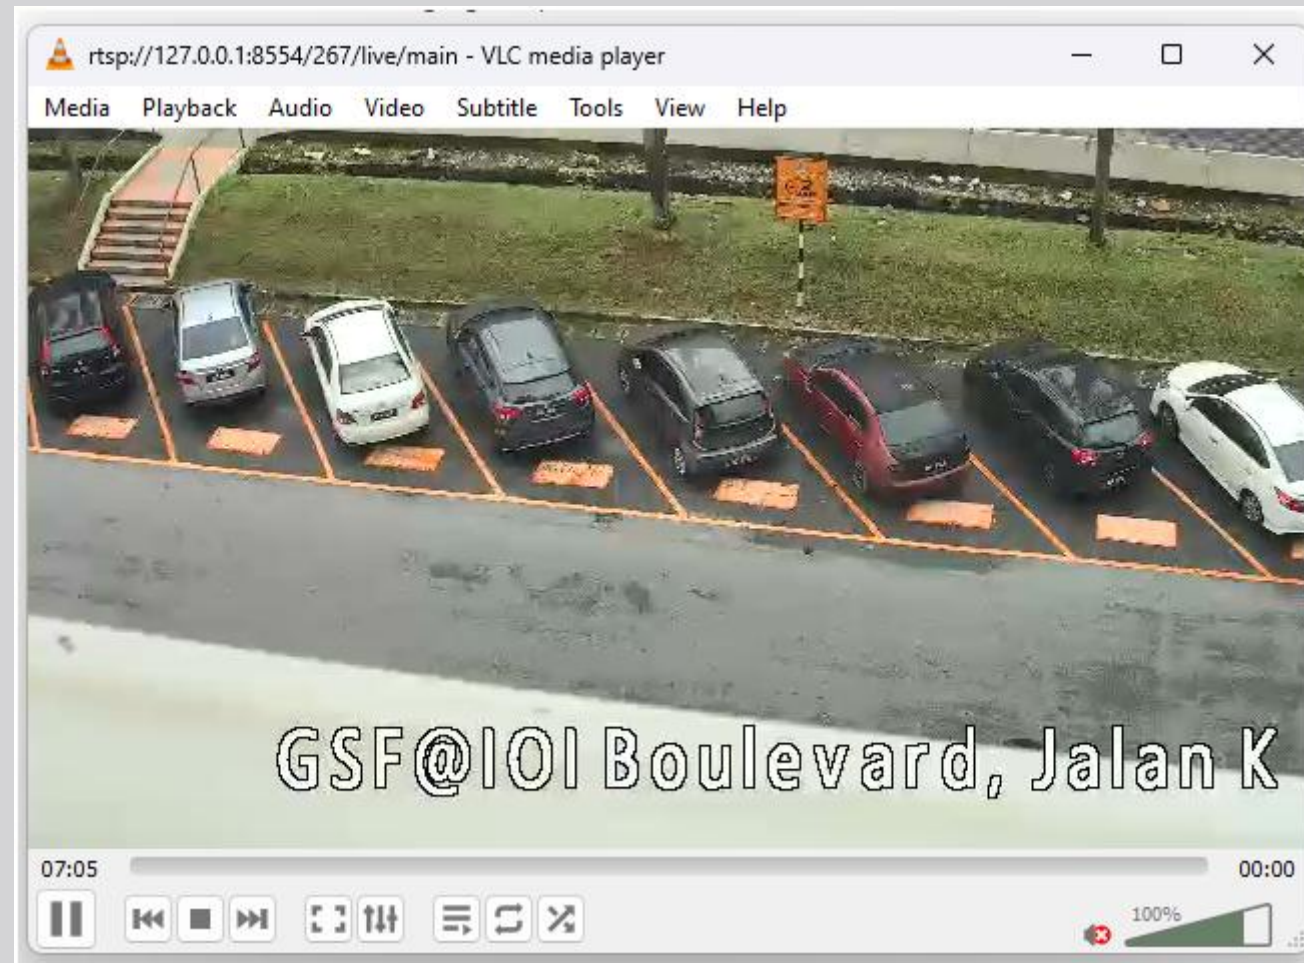 rtsp://127.0.0.1:8554/267/live/main - VLC media player
Media Playback Audio Video Subtitle Tools View Help
GSF@IOI Boulevard, Jalan K
07:05 00:00
100%